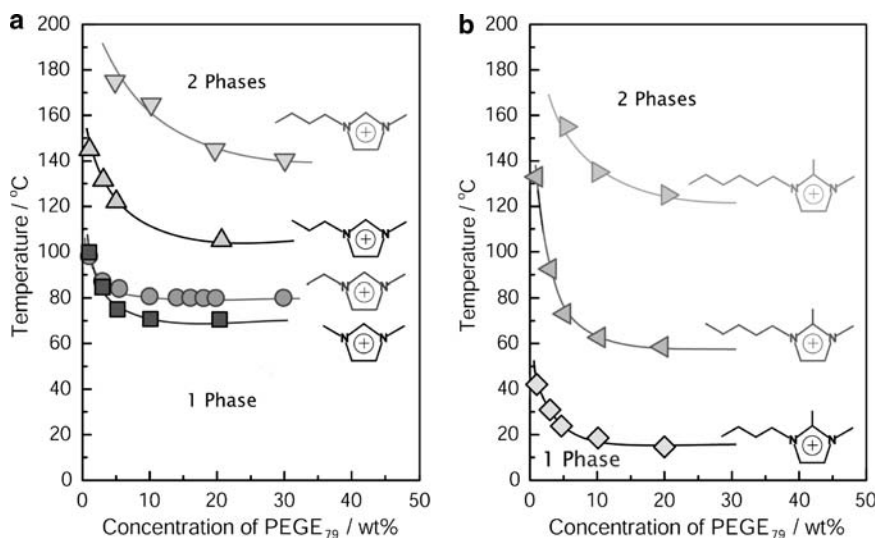 a
200
180
160
140
120
100
80
60
40
20
0
Temperature / °C
2 Phases
1 Phase
N
N
+
N
N
+
N
N
+
N
N
+
0 10 20 30 40 50
Concentration of PEGE79 / wt%
b
200
180
160
140
120
100
80
60
40
20
0
Temperature / °C
2 Phases
1 Phase
N
N
+
N
N
+
N
N
+
0 10 20 30 40 50
Concentration of PEGE79 / wt%